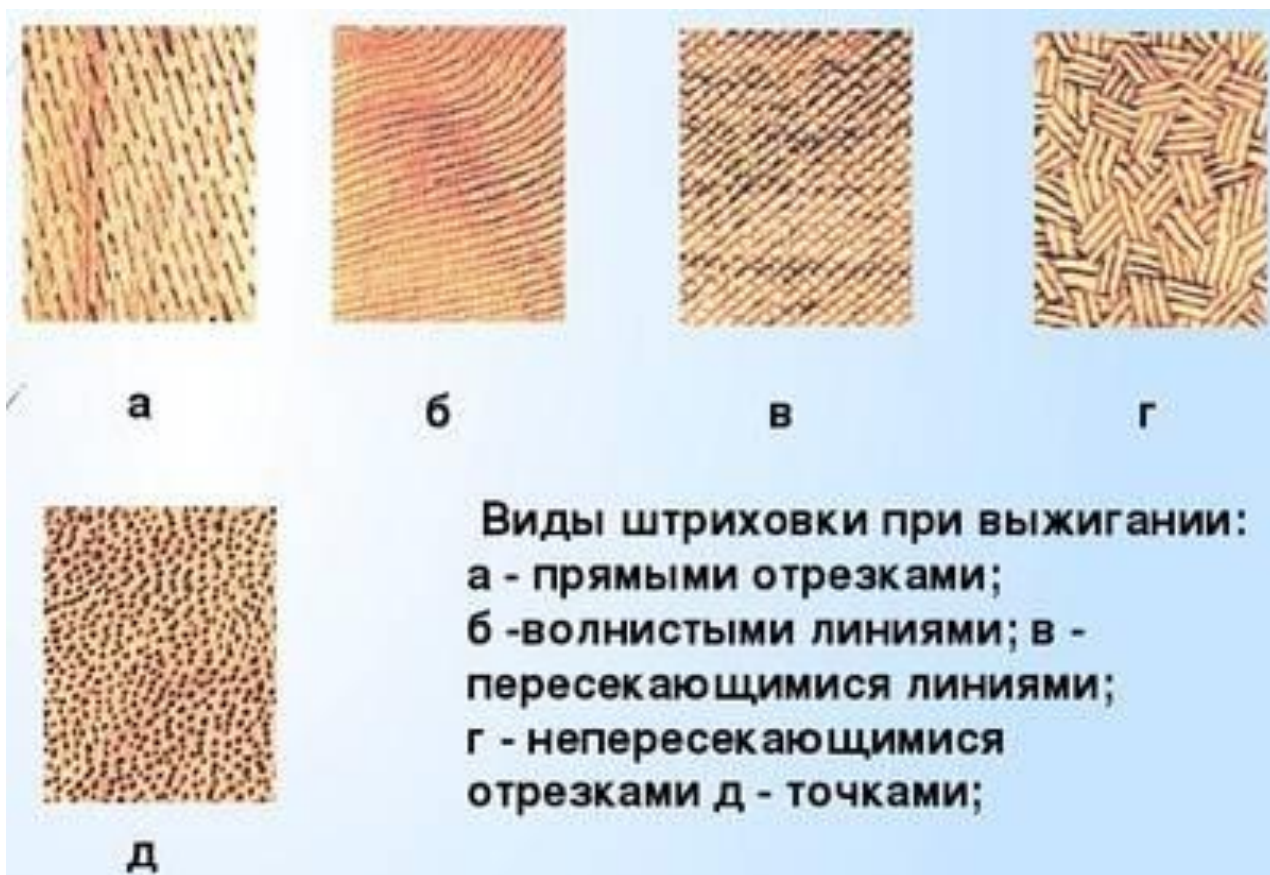 а
б
в
г
д
Виды штриховки при выжигании:
а - прямыми отрезками;
б -волнистыми линиями; в -
пересекающимися линиями;
г - непересекающимися
отрезками д - точками;